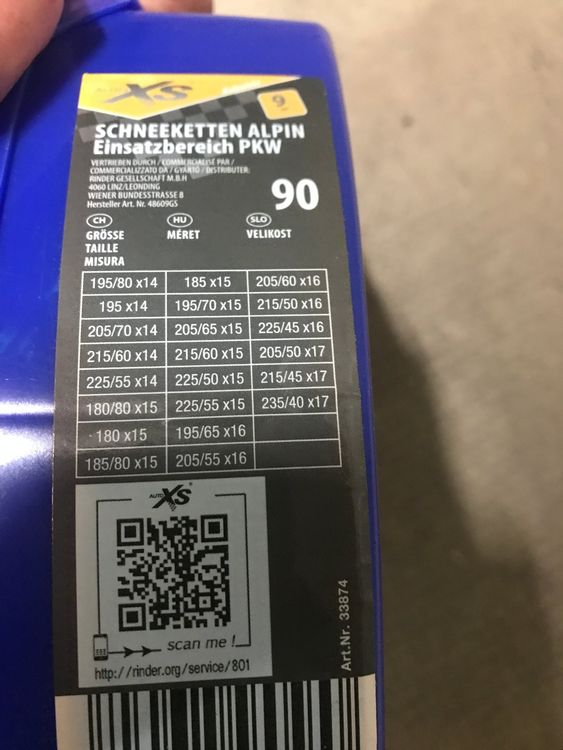 AUTO XS
9
SCHNEEKETTEN ALPIN
Einsatzbereich PKW
VERTRIEBEN DURCH / COMMERCIALISÉ PAR /
COMMERCIALIZZATO DA / GYÁRTÓ / DISTRIBUTER:
RINDER GESELLSCHAFT M.B.H
4060 LINZ/LEONDING
WIENER BUNDESSTRASSE 8
Hersteller Art. Nr. 48609GS
90
CH HU SLO
GRÖSSE MÉRET VELIKOST
TAILLE
MISURA
195/80 x14 185 x15 205/60 x16
195 x14 195/70 x15 215/50 x16
205/70 x14 205/65 x15 225/45 x16
215/60 x14 215/60 x15 205/50 x17
225/55 x14 225/50 x15 215/45 x17
180/80 x15 225/55 x15 235/40 x17
180 x15 195/65 x16
185/80 x15 205/55 x16
AUTO XS
scan me !
http://rinder.org/service/801
Art.Nr. 33874